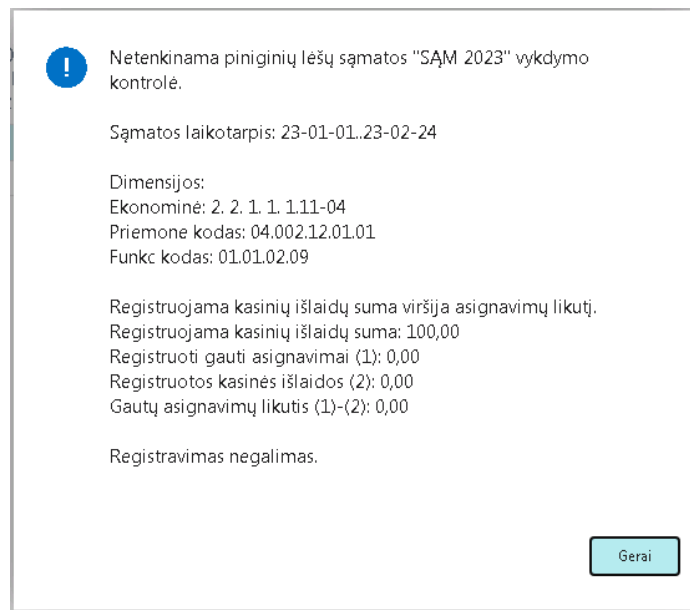 Netenkinama piniginių lėšų sąmatos "SĄM 2023" vykdymo
kontrolė.
Sąmatos laikotarpis: 23-01-01..23-02-24
Dimensijos:
Ekonominė: 2. 2. 1. 1. 1.11-04
Priemone kodas: 04.002.12.01.01
Funkc kodas: 01.01.02.09
Registruojama kasinių išlaidų suma viršija asignavimų likutį.
Registruojama kasinių išlaidų suma: 100,00
Registruoti gauti asignavimai (1): 0,00
Registruotos kasinės išlaidos (2): 0,00
Gautų asignavimų likutis (1)-(2): 0,00
Registravimas negalimas.
Gerai